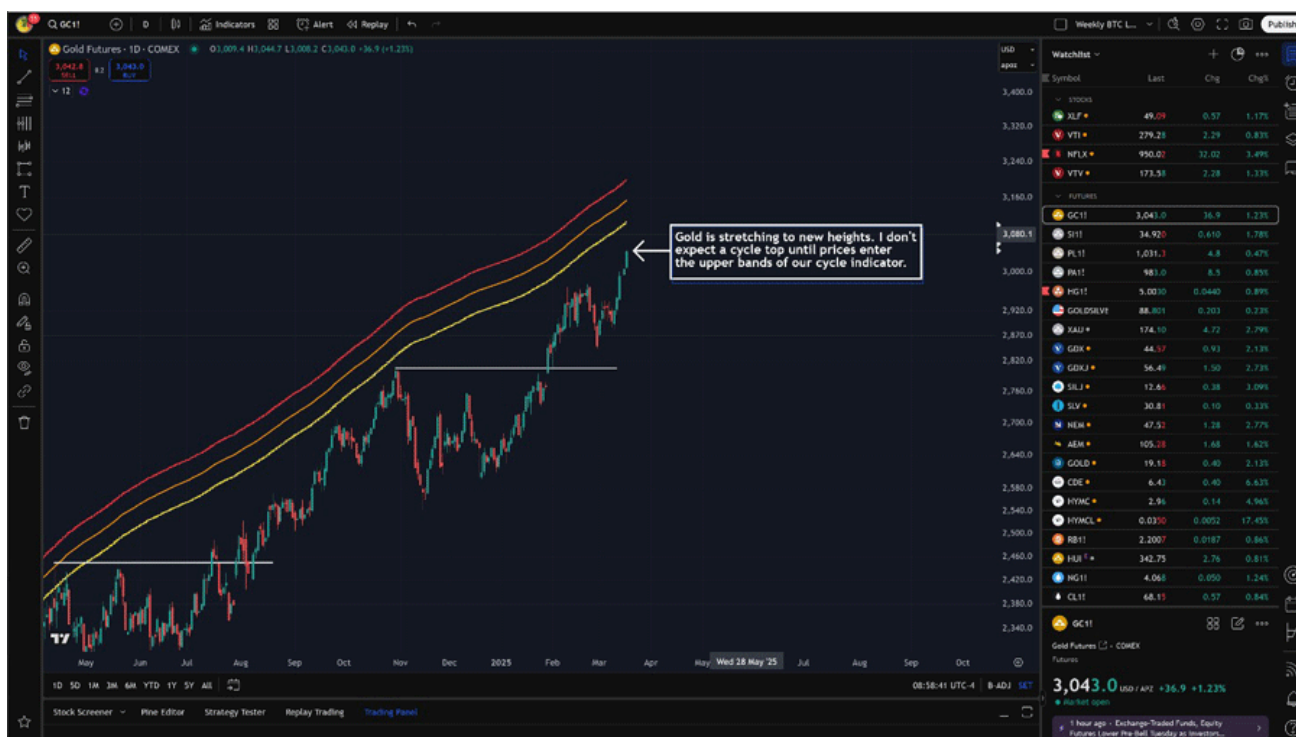 11
GC1!
D
Indicators
Alert
Replay
Weekly BTC L...
Publish
Gold Futures · 1D · COMEX O3,009.4 H3,044.7 L3,008.2 C3,043.0 +36.9 (+1.23%)
3,042.8 SELL
0.2
3,043.0 BUY
12
USD
apoz
3,400.0
3,320.0
3,240.0
3,160.0
3,080.1
3,000.0
2,920.0
2,870.0
2,820.0
2,760.0
2,700.0
2,640.0
2,580.0
2,540.0
2,500.0
2,460.0
2,420.0
2,380.0
2,340.0
Gold is stretching to new heights. I don't
expect a cycle top until prices enter
the upper bands of our cycle indicator.
May Jun Jul Aug Sep Oct Nov Dec 2025 Feb Mar Apr May Wed 28 May '25 Jul Aug Sep Oct
1D 5D 1M 3M 6M YTD 1Y 5Y All
08:58:41 UTC-4 B-ADJ SET
Stock Screener Pine Editor Strategy Tester Replay Trading Trading Panel
Watchlist
Symbol Last Chg Chg%
STOCKS
XLF 49.09 0.57 1.17%
VTI 279.28 2.29 0.83%
NFLX 950.02 32.02 3.49%
VTV 173.58 2.28 1.33%
FUTURES
GC1! 3,043.0 36.9 1.23%
SI1! 34.920 0.610 1.78%
PL1! 1,031.3 4.8 0.47%
PA1! 983.0 8.5 0.85%
HG1! 5.0030 0.0440 0.89%
GOLDSILVE 88.801 0.203 0.23%
XAU 174.10 4.72 2.79%
GDX 44.57 0.93 2.13%
GDXJ 56.49 1.50 2.73%
SILJ 12.66 0.38 3.09%
SLV 30.81 0.10 0.33%
NEM 47.52 1.28 2.77%
AEM 105.28 1.68 1.62%
GOLD 19.18 0.40 2.13%
CDE 6.43 0.40 6.63%
HYMC 2.96 0.14 4.96%
HYMCL 0.0350 0.0052 17.45%
RB1! 2.2007 0.0187 0.86%
HUI 342.75 2.76 0.81%
NG1! 4.068 0.050 1.24%
CL1! 68.15 0.57 0.84%
GC1!
Gold Futures · COMEX
Futures
3,043.0 USD / APZ +36.9 +1.23%
Market open
1 hour ago · Exchange-Traded Funds, Equity
Futures Lower Pre-Bell Tuesday as Investors...